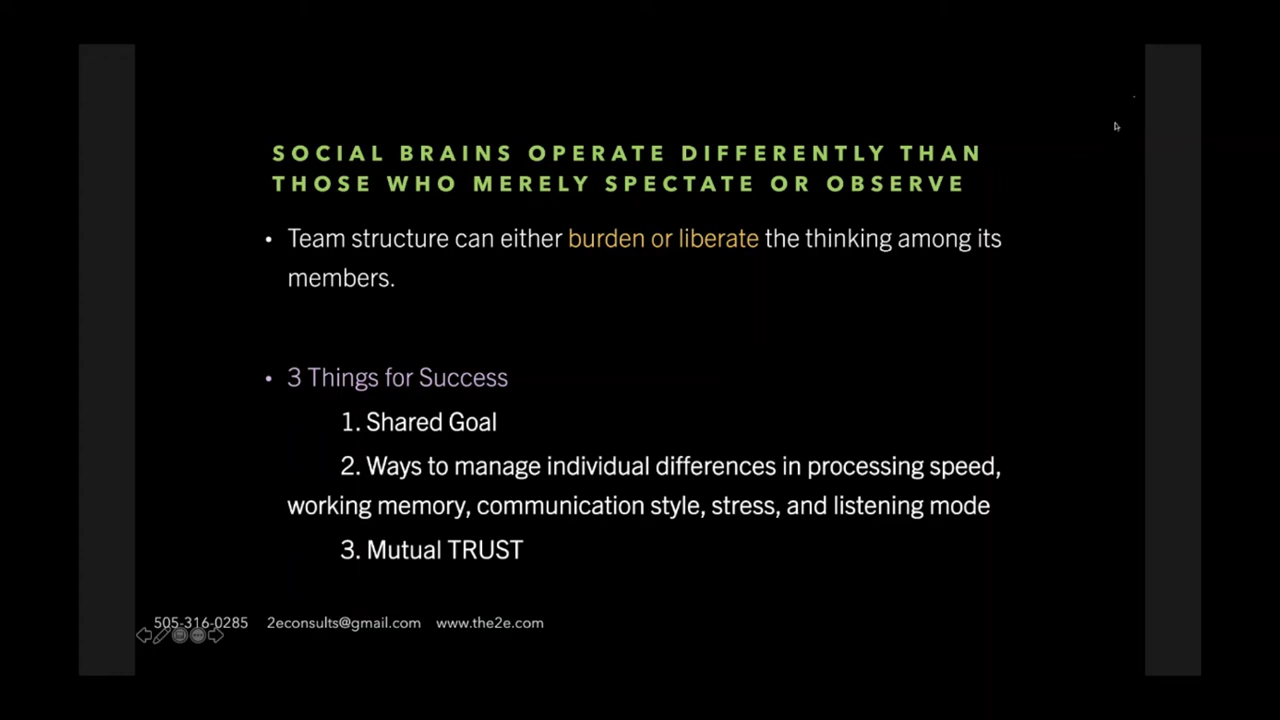 SOCIAL BRAINS OPERATE DIFFERENTLY THAN
THOSE WHO MERELY SPECTATE OR OBSERVE
• Team structure can either burden or liberate the thinking among its
members.
• 3 Things for Success
1. Shared Goal
2. Ways to manage individual differences in processing speed,
working memory, communication style, stress, and listening mode
3. Mutual TRUST
505-316-0285 2econsults@gmail.com www.the2e.com